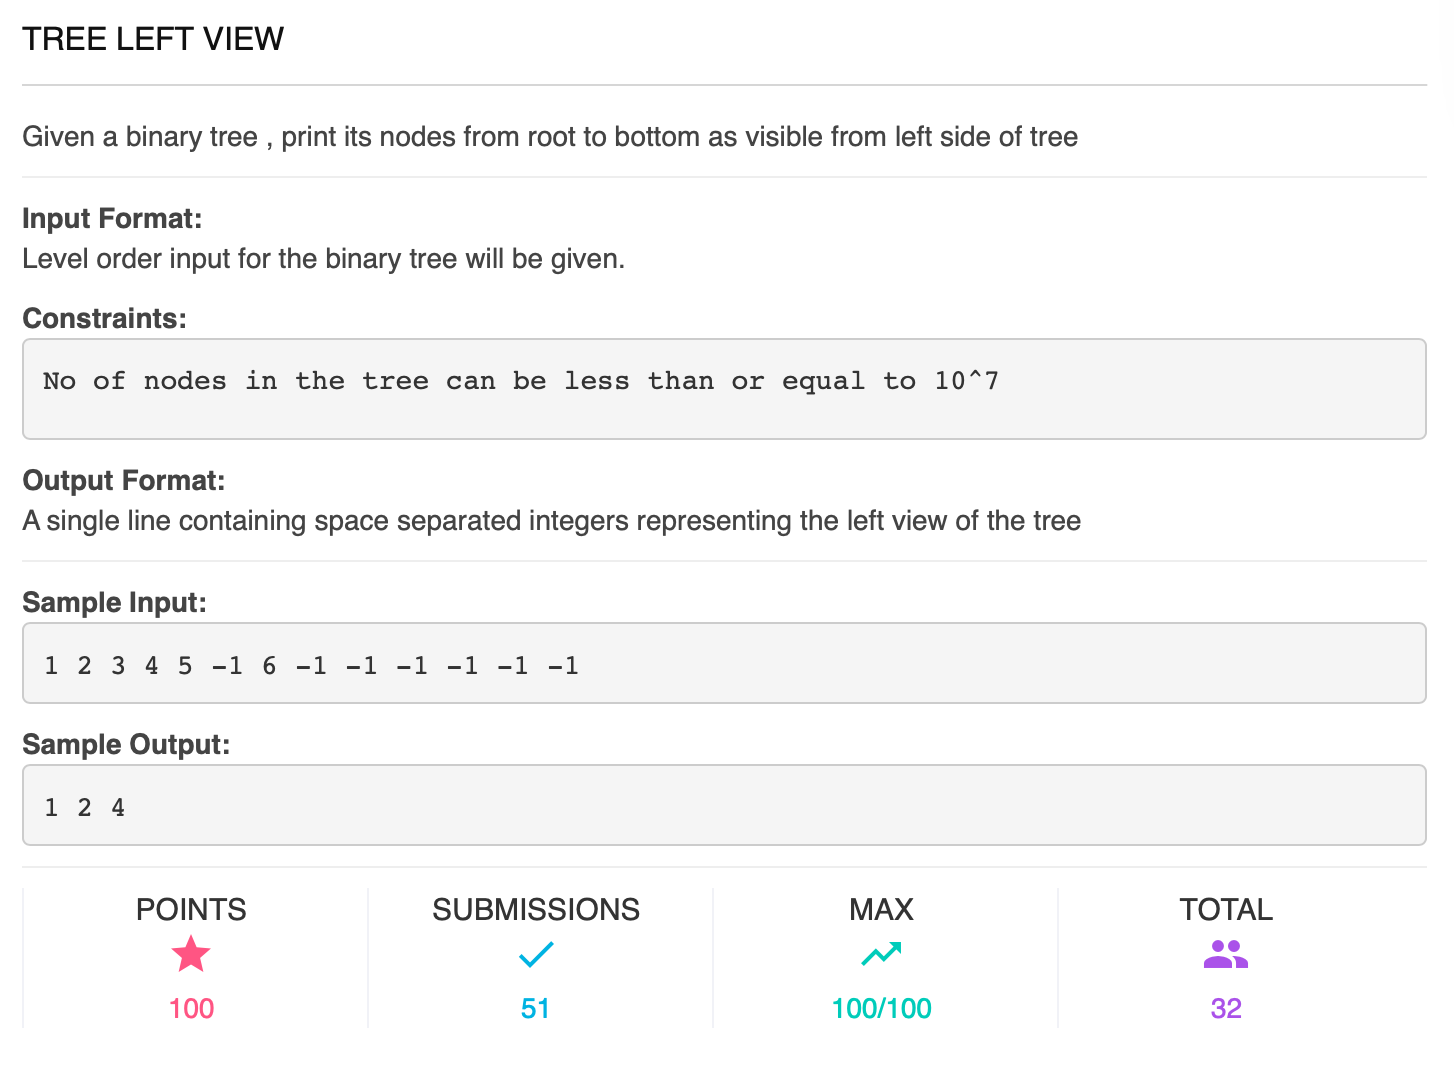 TREE LEFT VIEW
Given a binary tree , print its nodes from root to bottom as visible from left side of tree
Input Format:
Level order input for the binary tree will be given.
Constraints:
No of nodes in the tree can be less than or equal to 10^7
Output Format:
A single line containing space separated integers representing the left view of the tree
Sample Input:
1 2 3 4 5 -1 6 -1 -1 -1 -1 -1 -1
Sample Output:
1 2 4
POINTS SUBMISSIONS MAX TOTAL
100 51 100/100 32